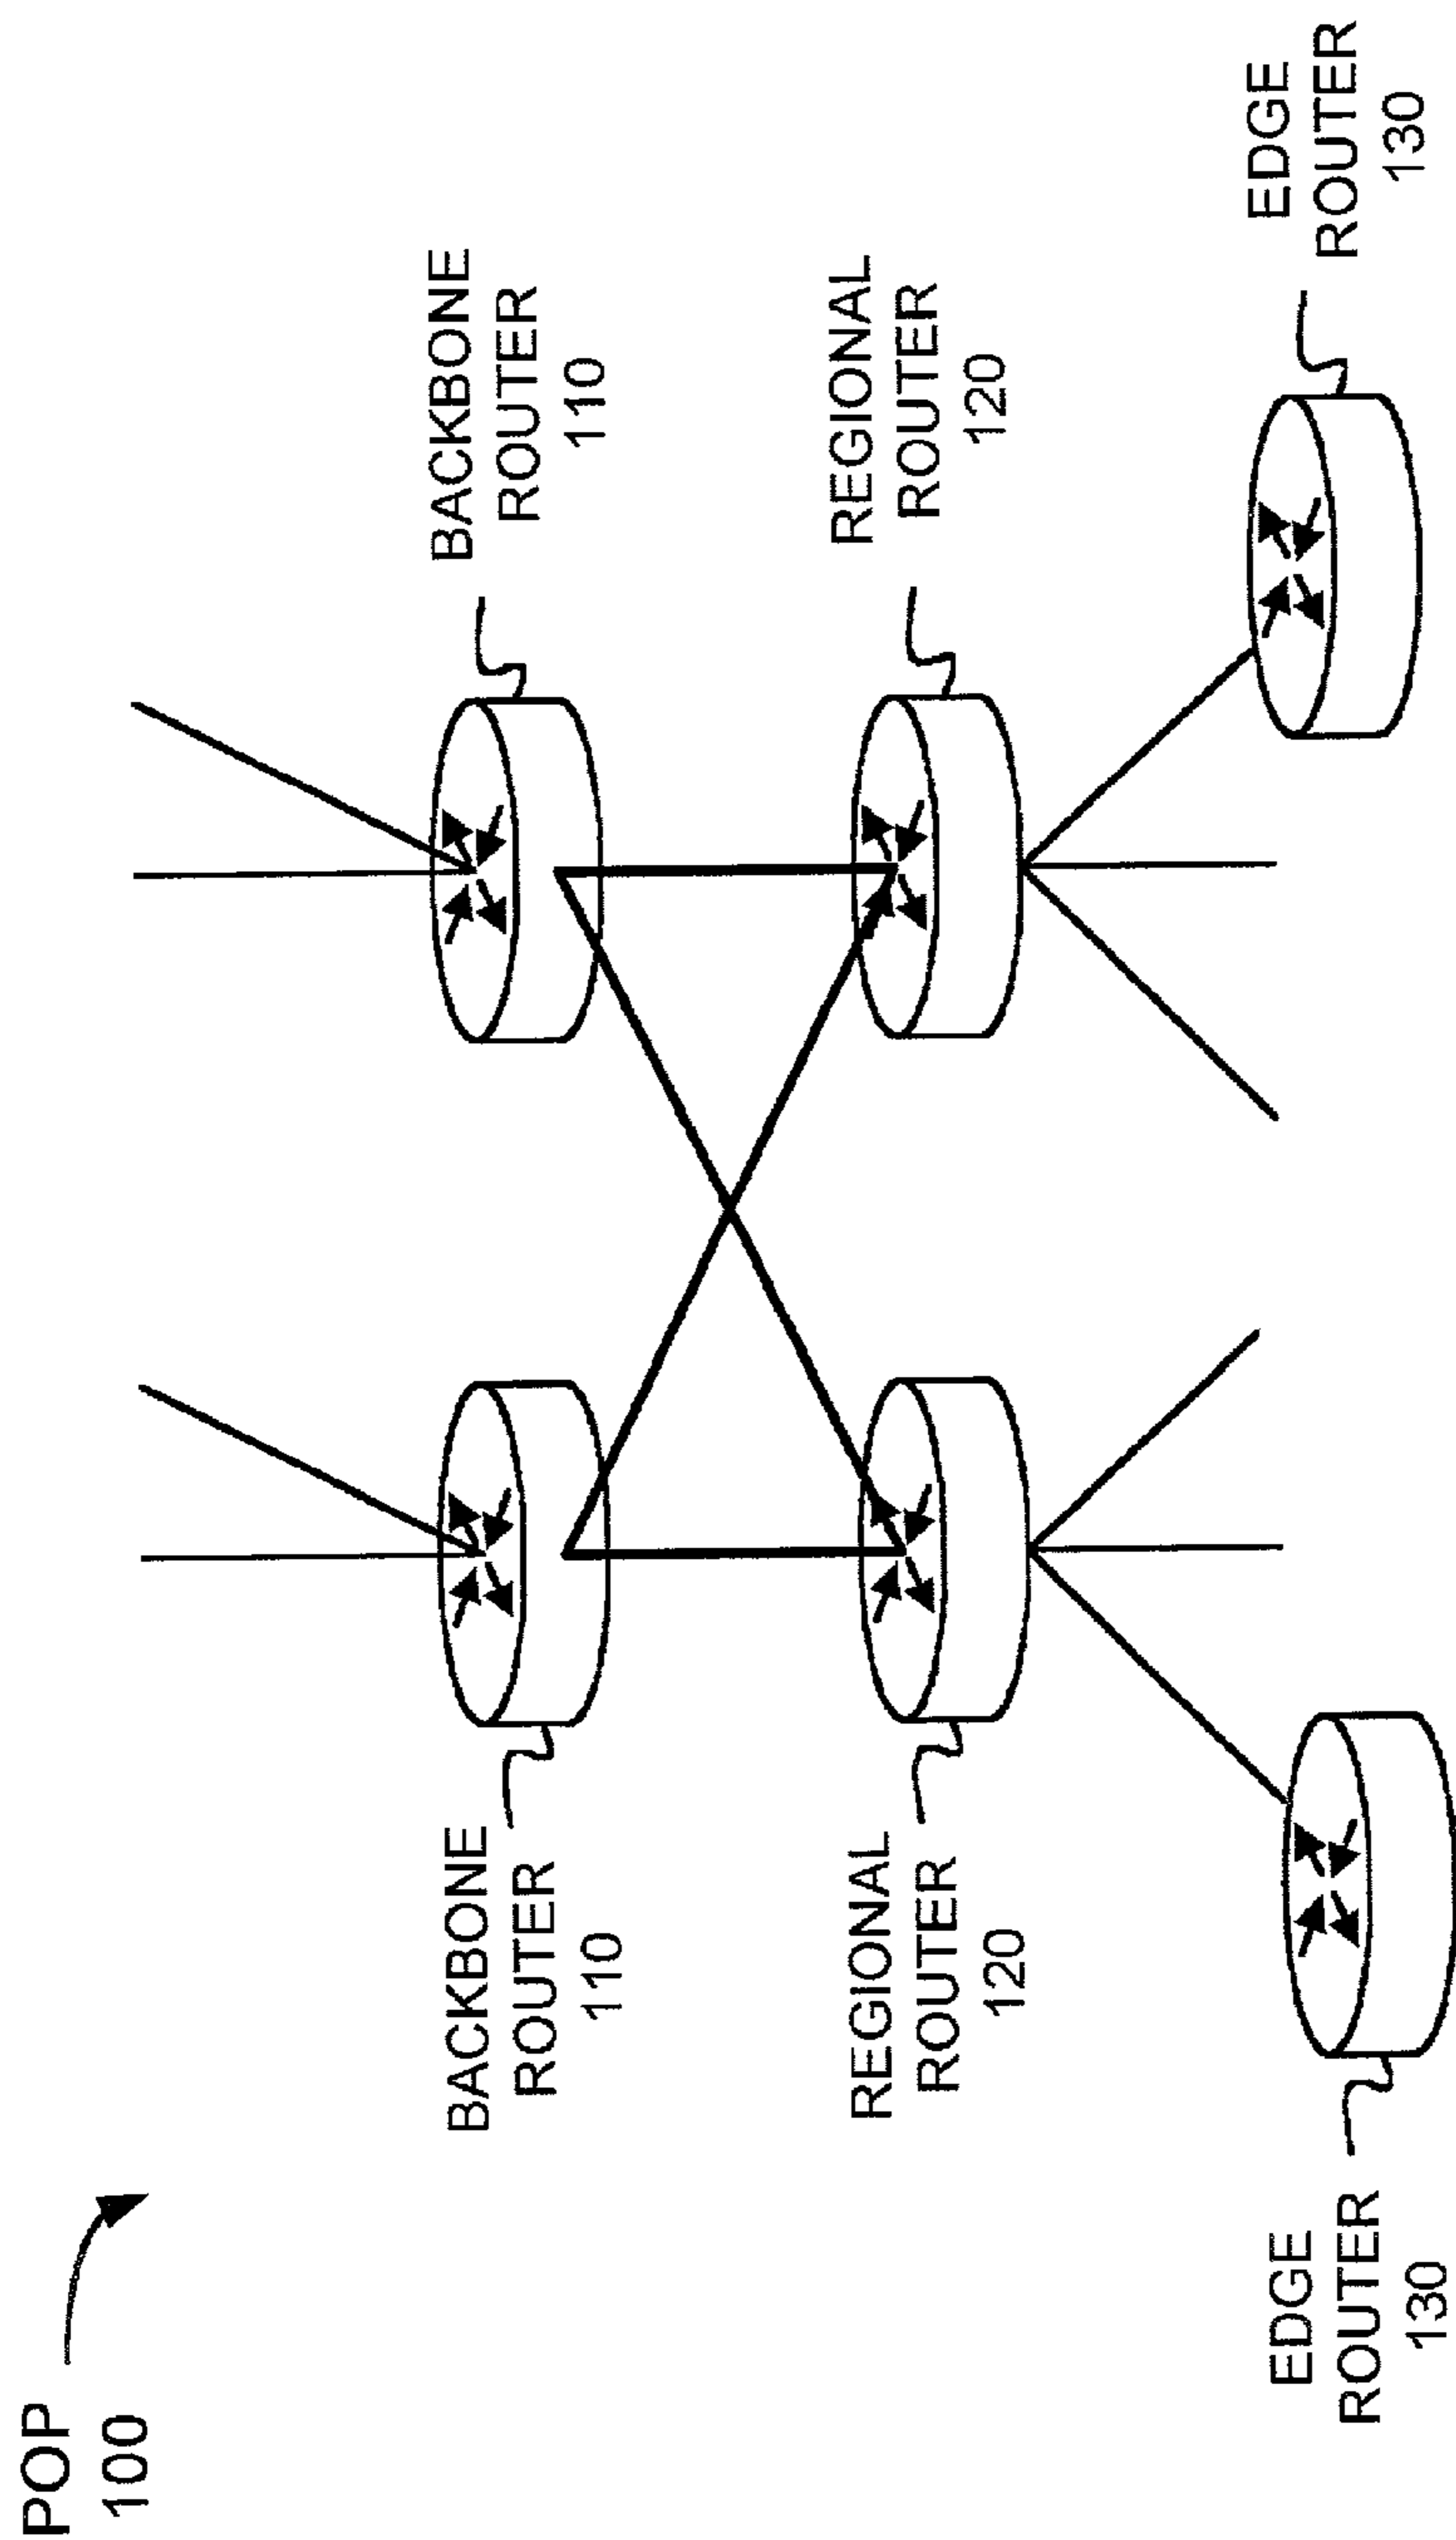 POP
100
BACKBONE
ROUTER
110
BACKBONE
ROUTER
110
REGIONAL
ROUTER
120
REGIONAL
ROUTER
120
EDGE
ROUTER
130
EDGE
ROUTER
130